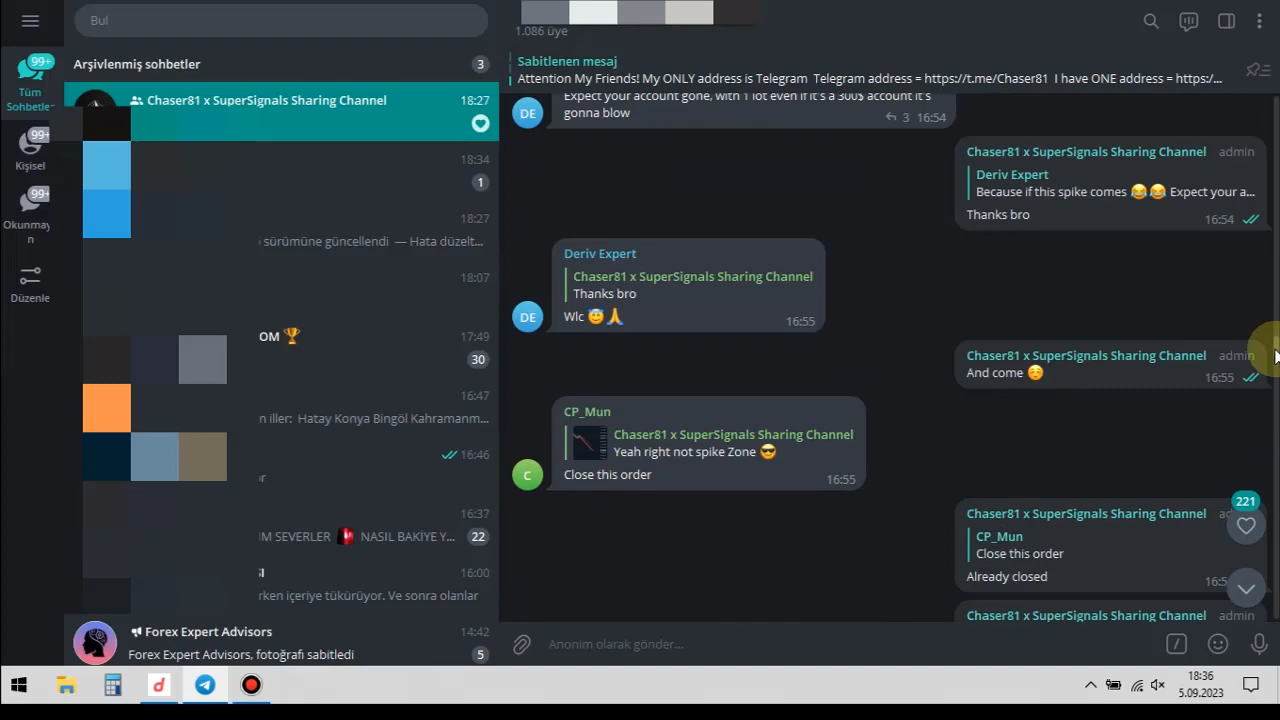 Bul
Arşivlenmiş sohbetler
3
99+
Tüm
Sohbetle
99+
Kişisel
99+
Okunmay
n
Düzenle
Chaser81 x SuperSignals Sharing Channel
18:27
18:34
1
18:27
sürümüne güncellendi — Hata düzelt...
18:07
OM 🏆
17:49
30
16:47
n iller: Hatay Konya Bingöl Kahramanm...
16:46
or
16:37
IM SEVERLER 🧧 NASIL BAKİYE Y...
22
16:00
rken içeriye tükürüyor. Ve sonra olanlar
Forex Expert Advisors
14:42
Forex Expert Advisors, fotoğrafı sabitledi
5
1.086 üye
Sabitlenen mesaj
Attention My Friends! My ONLY address is Telegram Telegram address = https://t.me/Chaser81 I have ONE address = https:/...
Expect your account gone, with 1 lot even if it's a 300$ account it's
gonna blow
DE
3 16:54
Chaser81 x SuperSignals Sharing Channel admin
Deriv Expert
Because if this spike comes 😂😂 Expect your a...
Thanks bro
16:54
Deriv Expert
Chaser81 x SuperSignals Sharing Channel
Thanks bro
Wlc 😇🙏
DE
16:55
Chaser81 x SuperSignals Sharing Channel admin
And come ☺️
16:55
CP_Mun
Chaser81 x SuperSignals Sharing Channel
Yeah right not spike Zone 😎
Close this order
C
16:55
221
Chaser81 x SuperSignals Sharing Channel
CP_Mun
Close this order
Already closed
Chaser81 x SuperSignals Sharing Channel
Anonim olarak gönder...
18:36
5.09.2023